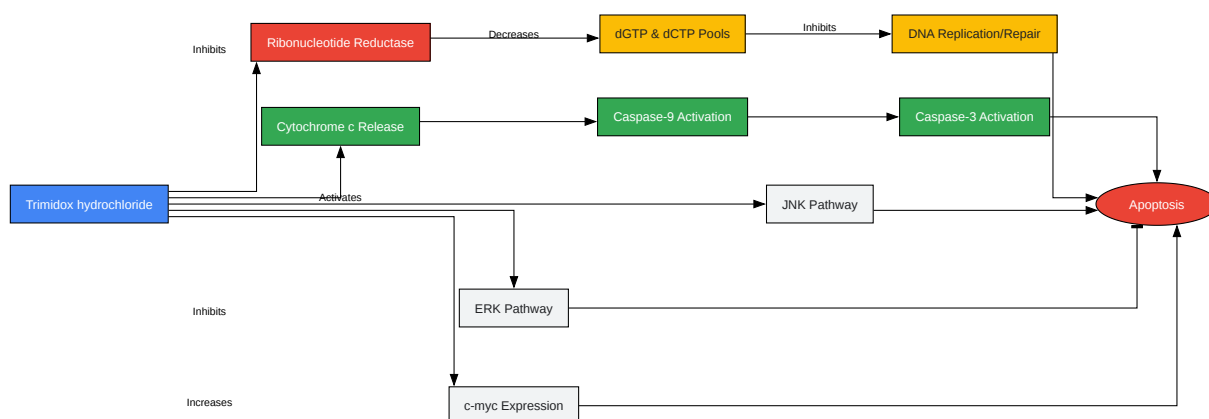 Inhibits
Ribonucleotide Reductase
Decreases
dGTP & dCTP Pools
Inhibits
DNA Replication/Repair
Cytochrome c Release
Caspase-9 Activation
Caspase-3 Activation
Trimidox hydrochloride
Activates
JNK Pathway
Apoptosis
Inhibits
ERK Pathway
Increases
c-myc Expression